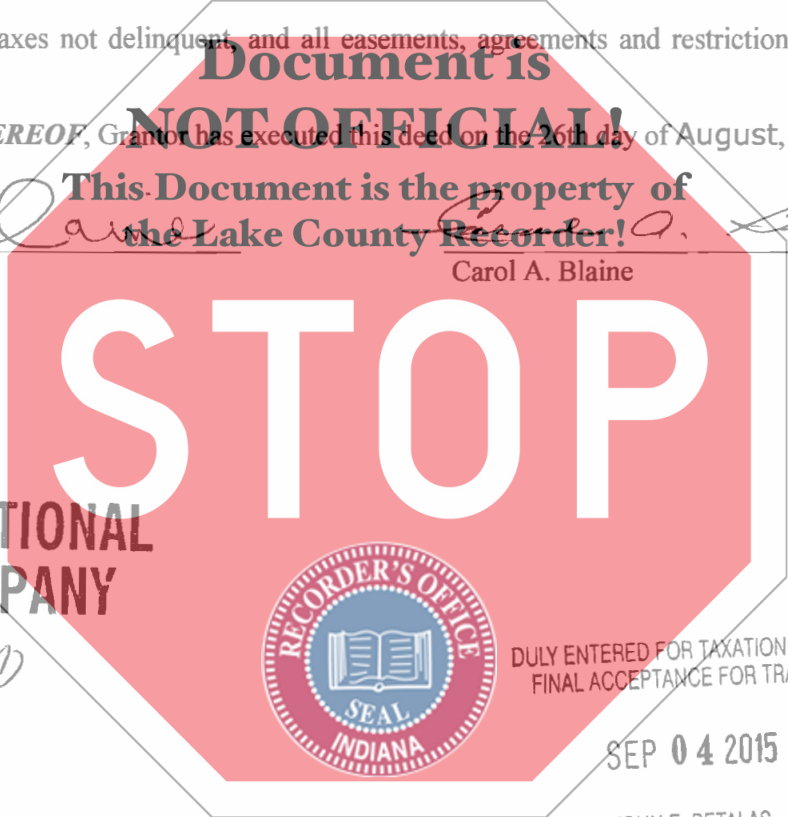 axes not delinquent, and all easements, agreements and restriction
Document is
NOT OFFICIAL!
EREOF, Grantor has executed this deed on the 26th day of August,
This Document is the property of
the Lake County Recorder!
Carol A. Blaine
STOP
TIONAL
PANY
RECORDER'S OFFICE
SEAL
INDIANA
DULY ENTERED FOR TAXATION
FINAL ACCEPTANCE FOR TRA
SEP 04 2015